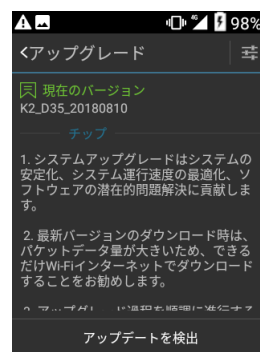 98%
アップグレード
現在のバージョン
K2_D35_20180810
チップ
1. システムアップグレードはシステムの
安定化、システム運行速度の最適化、ソ
フトウェアの潜在的問題解決に貢献しま
す。
2. 最新バージョンのダウンロード時は、
パケットデータ量が大きいため、できる
だけWi-Fiインターネットでダウンロード
することをお勧めします。
アップデートを検出